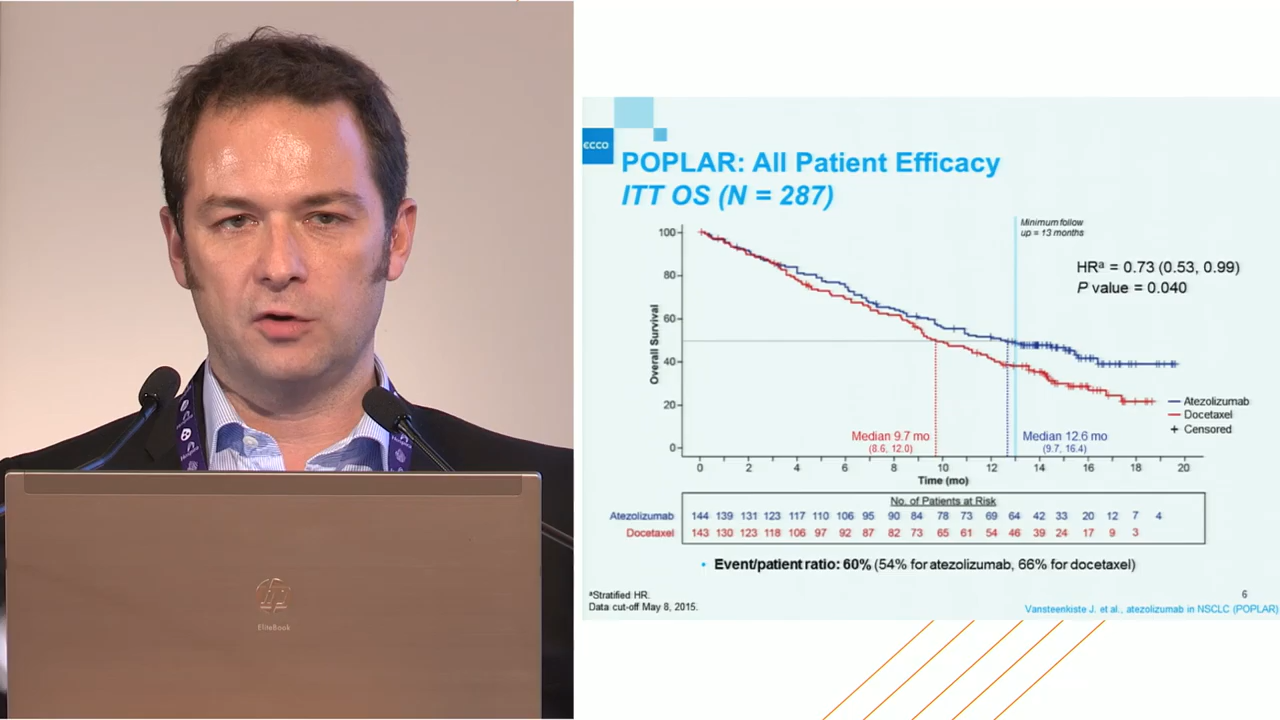 hp
EliteBook
ecco
POPLAR: All Patient Efficacy
ITT OS (N = 287)
Minimum follow
up = 13 months
HRª = 0.73 (0.53, 0.99)
P value = 0.040
Overall Survival
100
80
60
40
20
0
Atezolizumab
Docetaxel
Censored
Median 9.7 mo
(8.6, 12.0)
Median 12.6 mo
(9.7, 16.4)
0 2 4 6 8 10 12 14 16 18 20
Time (mo)
No. of Patients at Risk
Atezolizumab 144 139 131 123 117 110 106 95 90 84 78 73 69 64 42 33 20 12 7 4
Docetaxel 143 130 123 118 106 97 92 87 82 73 65 61 54 46 39 24 17 9 3
• Event/patient ratio: 60% (54% for atezolizumab, 66% for docetaxel)
ªStratified HR.
Data cut-off May 8, 2015.
6
Vansteenkiste J. et al., atezolizumab in NSCLC (POPLAR)